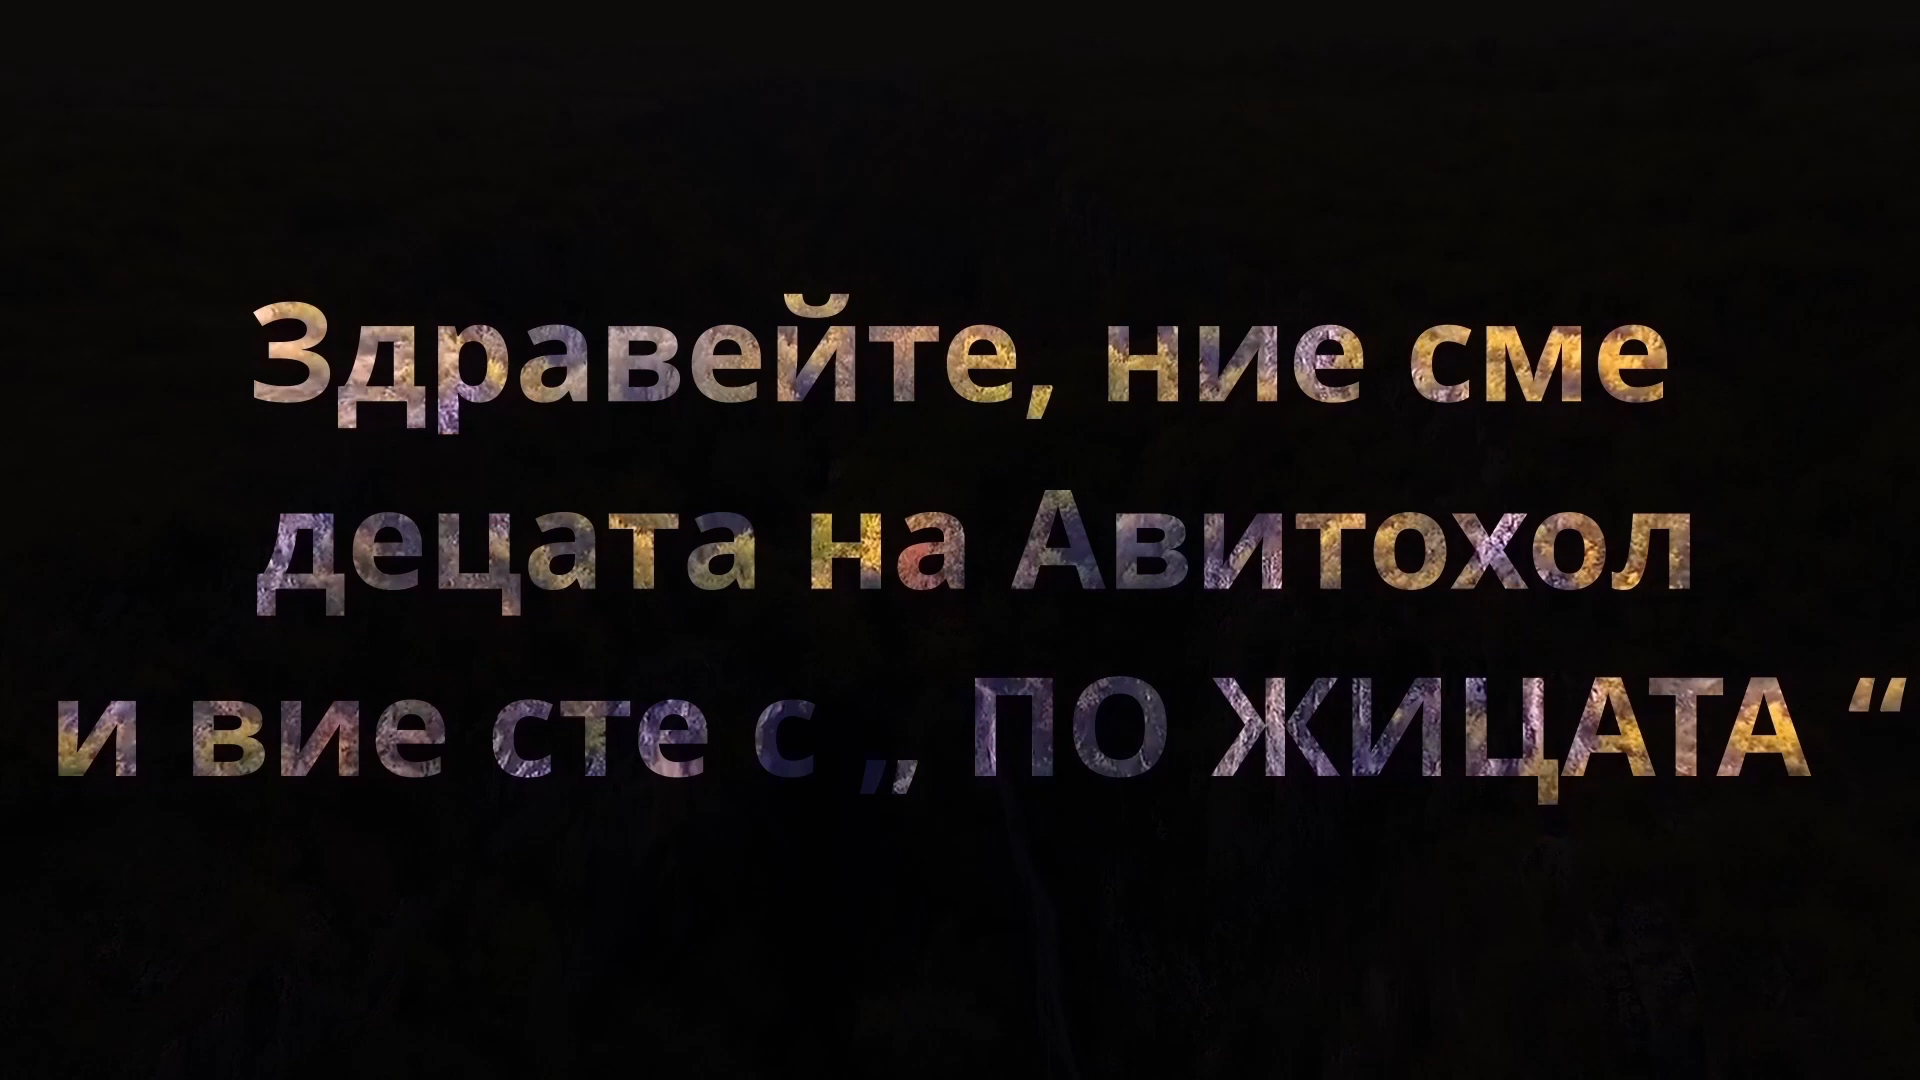 Здравейте, ние сме
децата на Авитохол
и вие сте с „ ПО ЖИЦАТА “